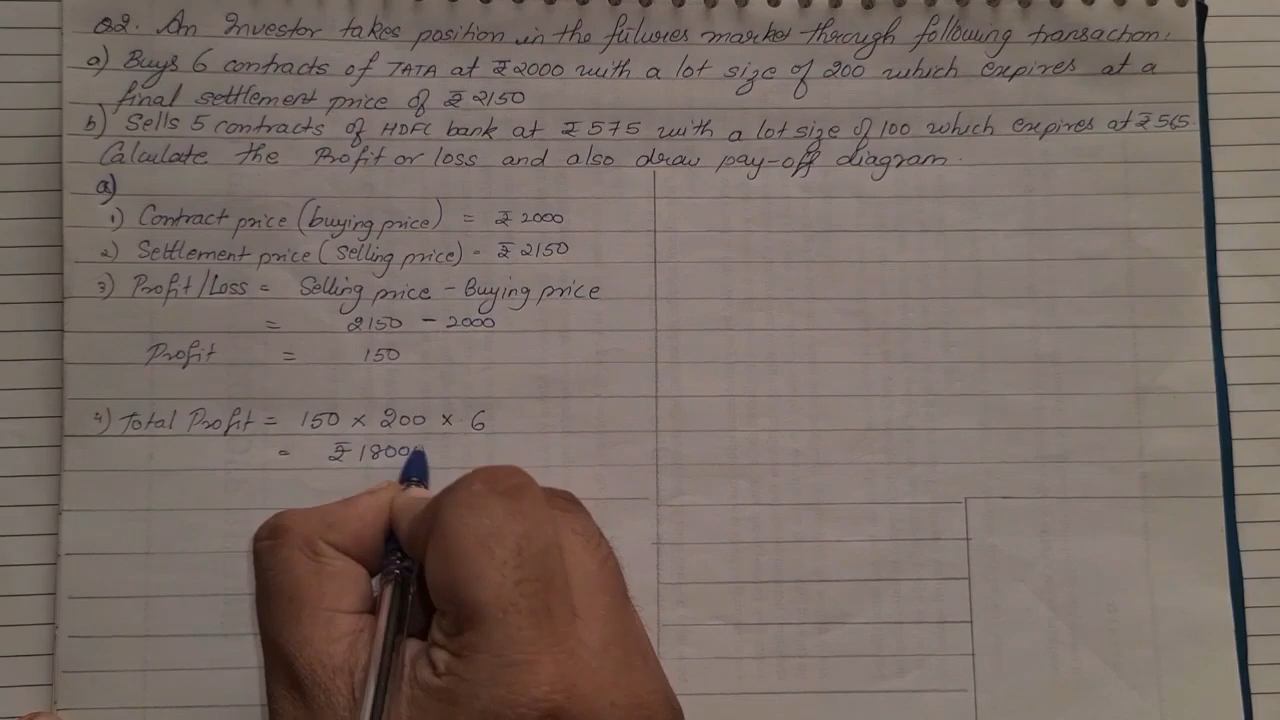 Q2. An Investor takes position in the futures market through following transaction.
a) Buys 6 contracts of TATA at ₹2000 with a lot size of 200 which expires at a
final settlement price of ₹2150
b) Sells 5 contracts of HDFC bank at ₹575 with a lot size of 100 which expires at ₹565.
Calculate the Profit or loss and also draw pay-off diagram.
a)
1) Contract price (buying price) = ₹2000
2) Settlement price (selling price) - ₹2150
3) Profit/Loss = Selling price - Buying price
= 2150 - 2000
Profit = 150
4) Total Profit = 150 × 200 × 6
= ₹1800